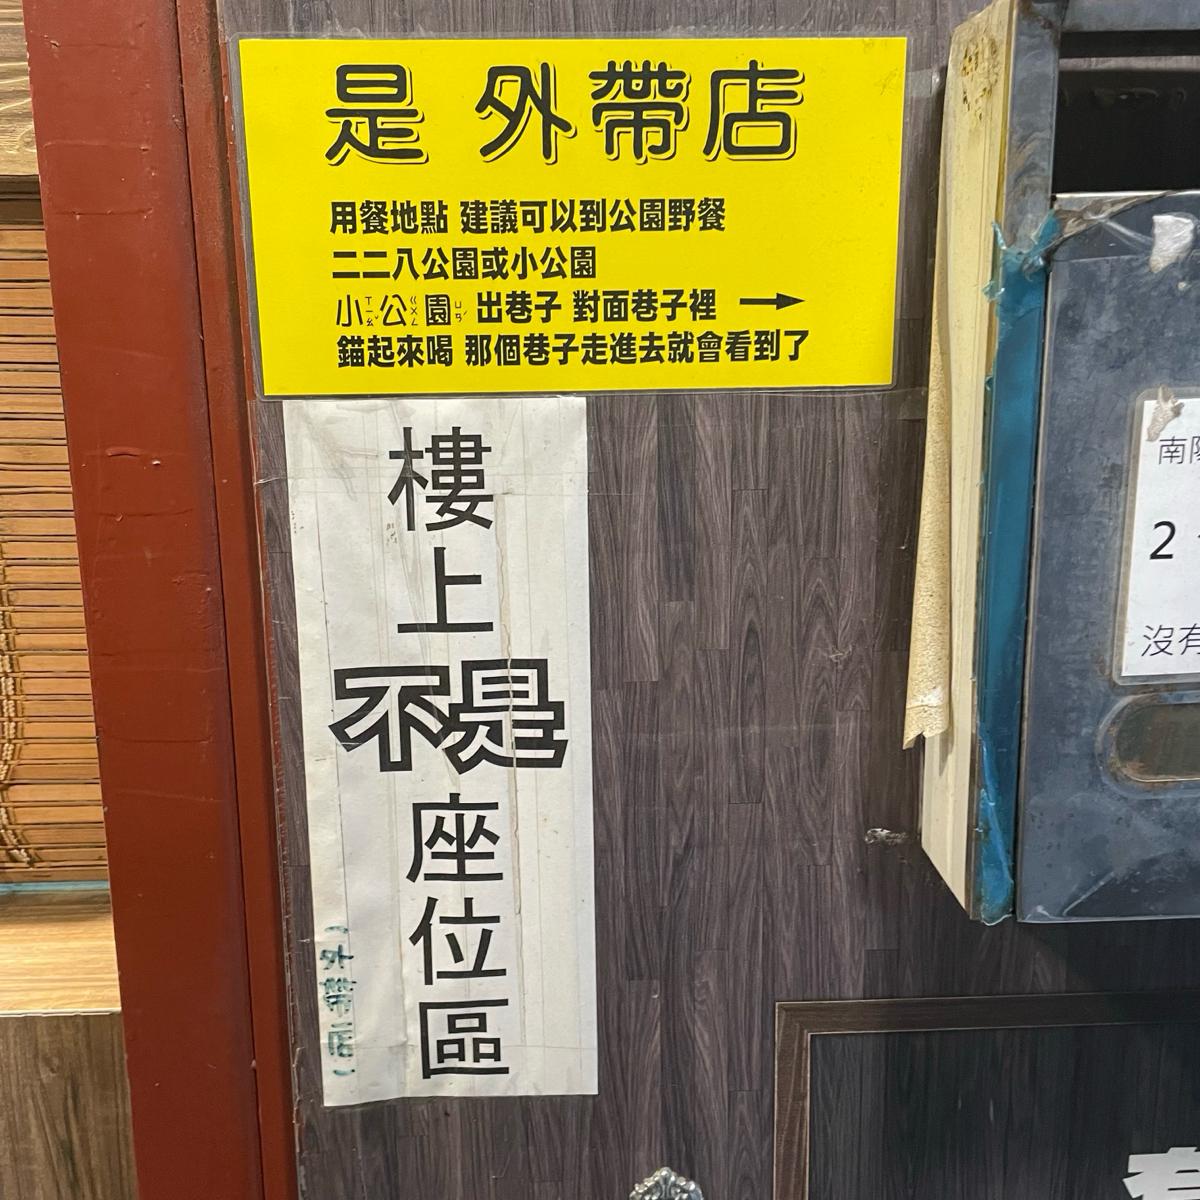 是 外帶店
用餐地點 建議可以到公園野餐
二二八公園或小公園
小ㄒㄧㄠˇ公ㄍㄨㄥ園ㄩㄢˊ 出巷子 對面巷子裡 →
錨起來喝 那個巷子走進去就會看到了
樓上不是座位區
(外帶店)
南陽
2
沒有